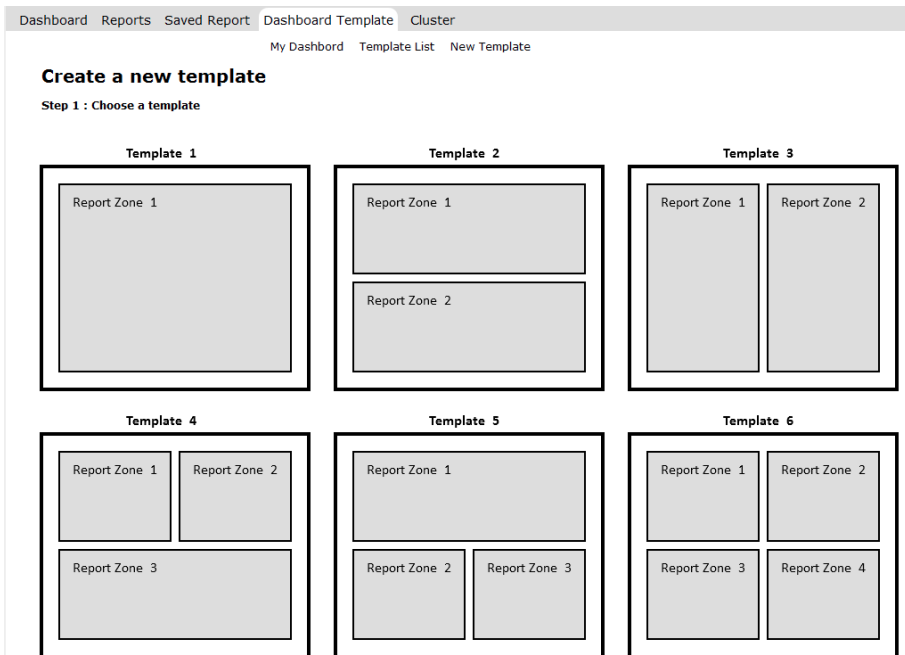 Dashboard Reports Saved Report Dashboard Template Cluster
My Dashbord Template List New Template
Create a new template
Step 1 : Choose a template
Template 1 Template 2 Template 3
Report Zone 1
Report Zone 1
Report Zone 2
Report Zone 1 Report Zone 2
Template 4 Template 5 Template 6
Report Zone 1 Report Zone 2
Report Zone 3
Report Zone 1
Report Zone 2 Report Zone 3
Report Zone 1 Report Zone 2
Report Zone 3 Report Zone 4